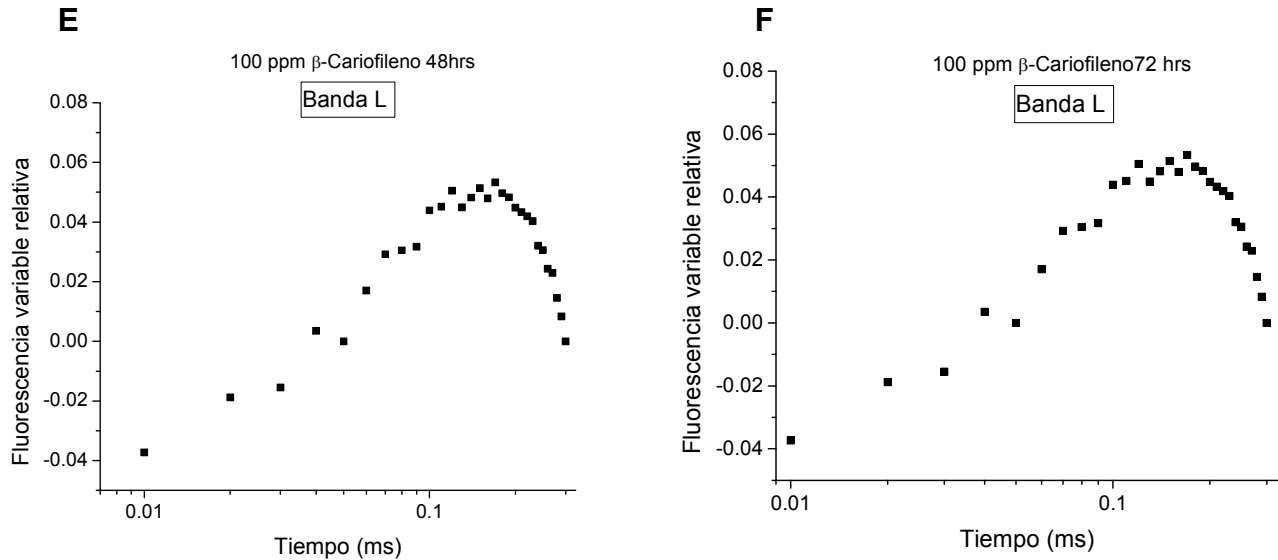 E
100 ppm β-Cariofileno 48hrs
Banda L
Fluorescencia variable relativa
0.08
0.06
0.04
0.02
0.00
-0.02
-0.04
0.01
0.1
Tiempo (ms)
F
100 ppm β-Cariofileno72 hrs
Banda L
Fluorescencia variable relativa
0.08
0.06
0.04
0.02
0.00
-0.02
-0.04
0.01
0.1
Tiempo (ms)